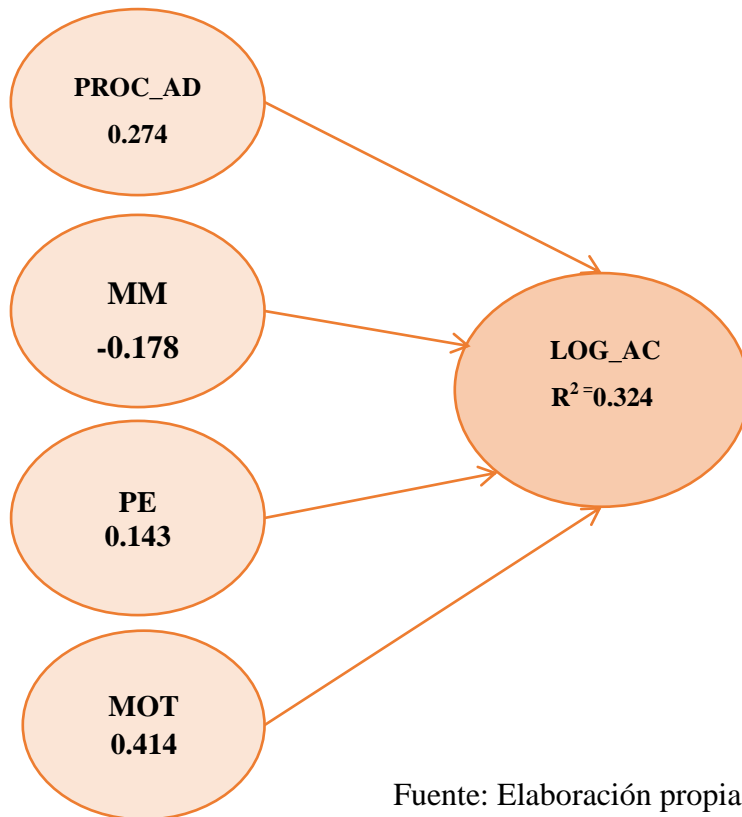 PROC_AD
0.274
MM
-0.178
PE
0.143
MOT
0.414
LOG_AC
R² =0.324
Fuente: Elaboración propia